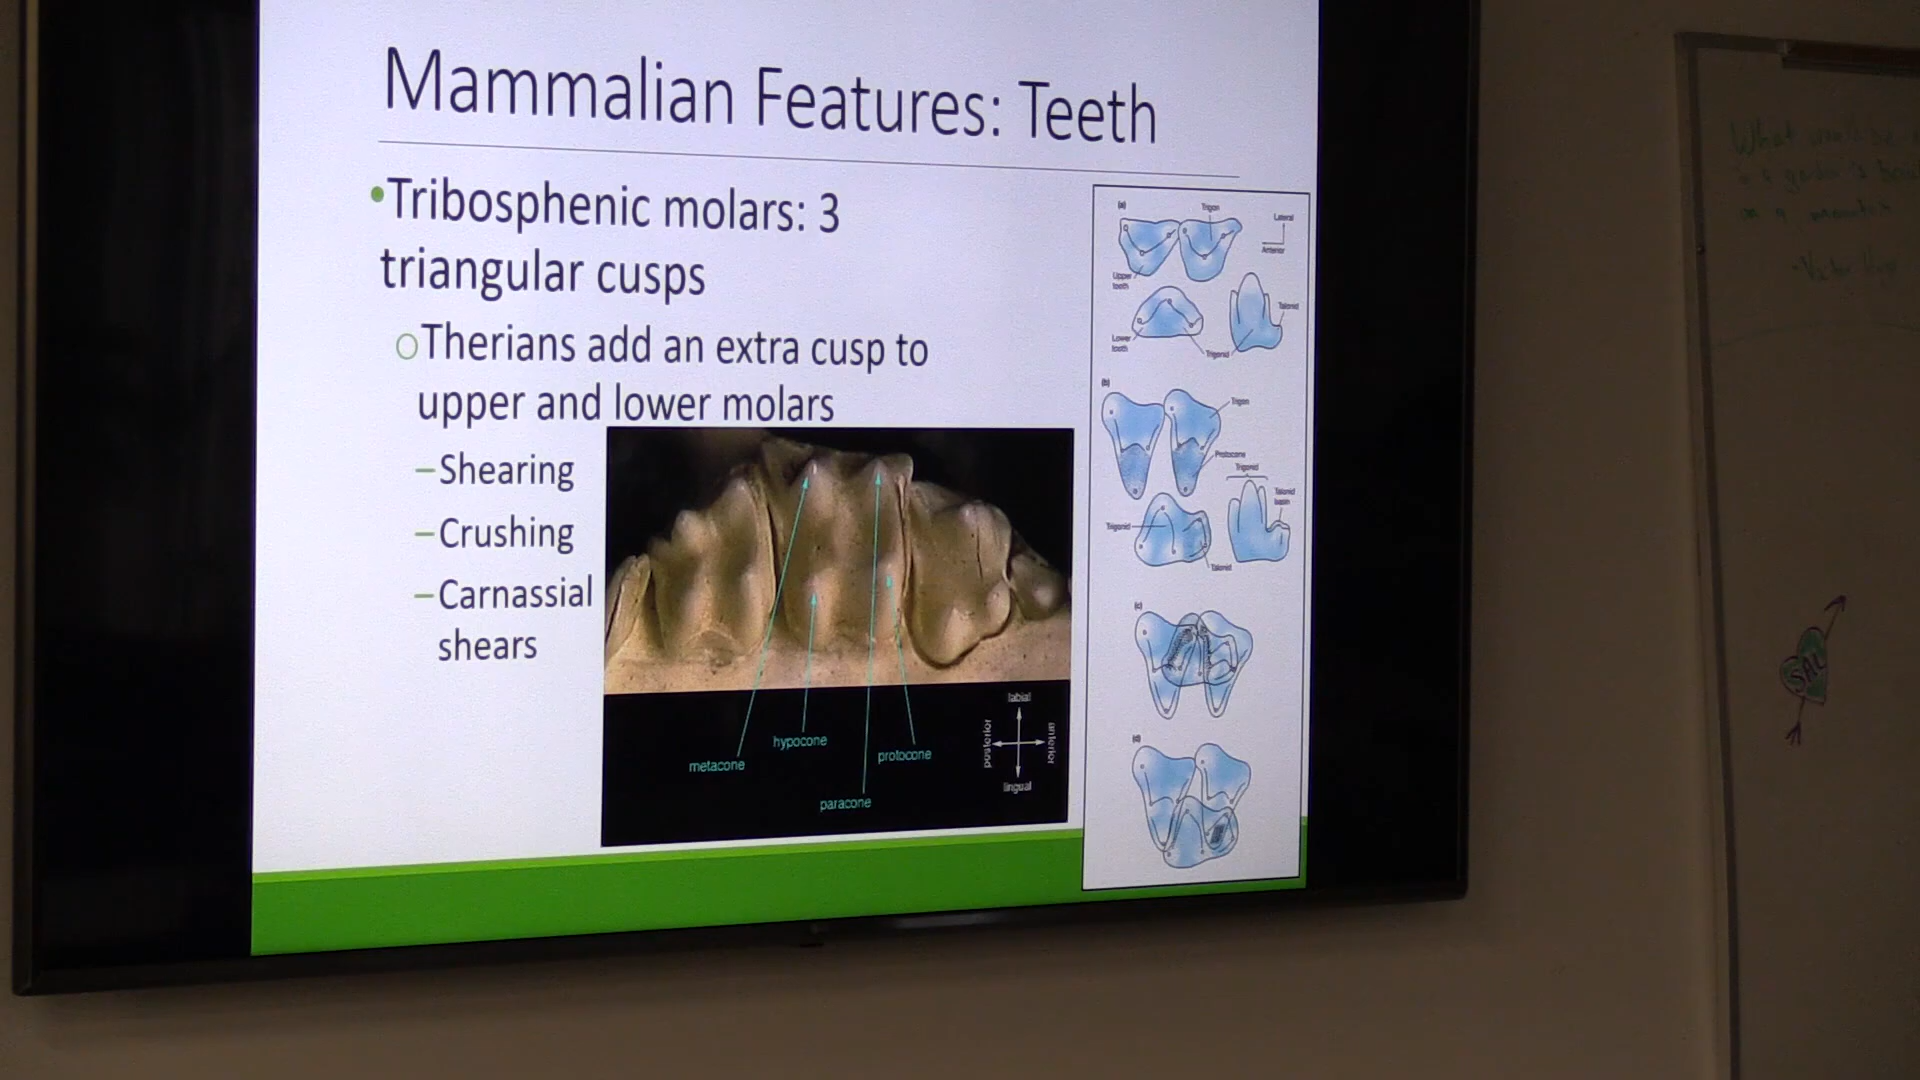 Mammalian Features: Teeth
•Tribosphenic molars: 3
triangular cusps
oTherians add an extra cusp to
upper and lower molars
–Shearing
–Crushing
–Carnassial
shears
metacone
hypocone
protocone
paracone
labial
posterior
anterior
lingual
(a)
Trigon
Lateral
Anterior
Upper
tooth
Talonid
Lower
tooth
Trigonid
(b)
Trigon
Protocone
Trigonid
Talonid
basin
Trigonid
Talonid
(c)
(d)
What
SAL